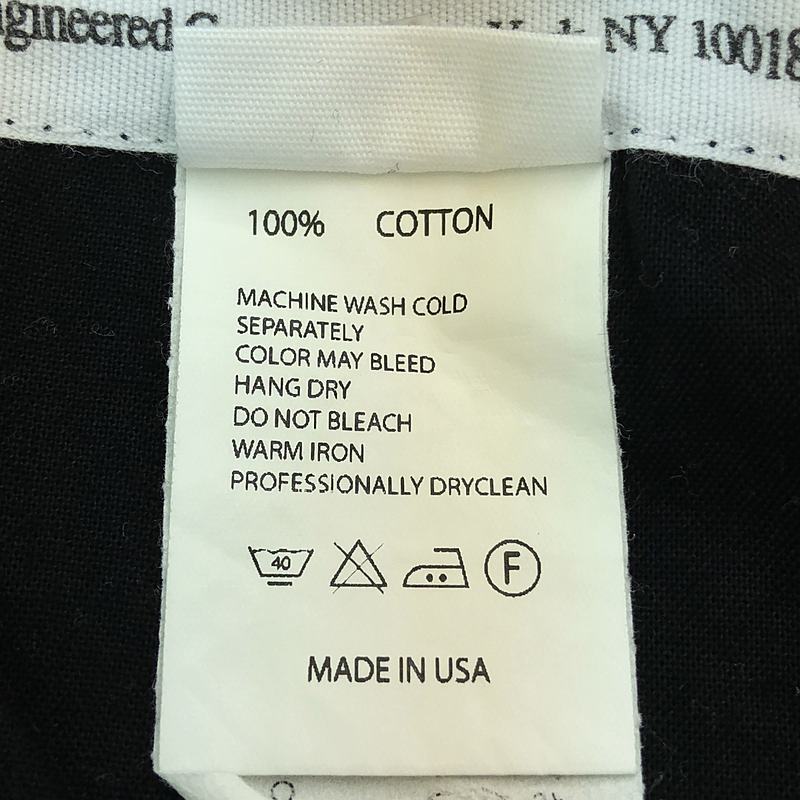 ngineered NY 10018
100% COTTON
MACHINE WASH COLD
SEPARATELY
COLOR MAY BLEED
HANG DRY
DO NOT BLEACH
WARM IRON
PROFESSIONALLY DRYCLEAN
40 F
MADE IN USA